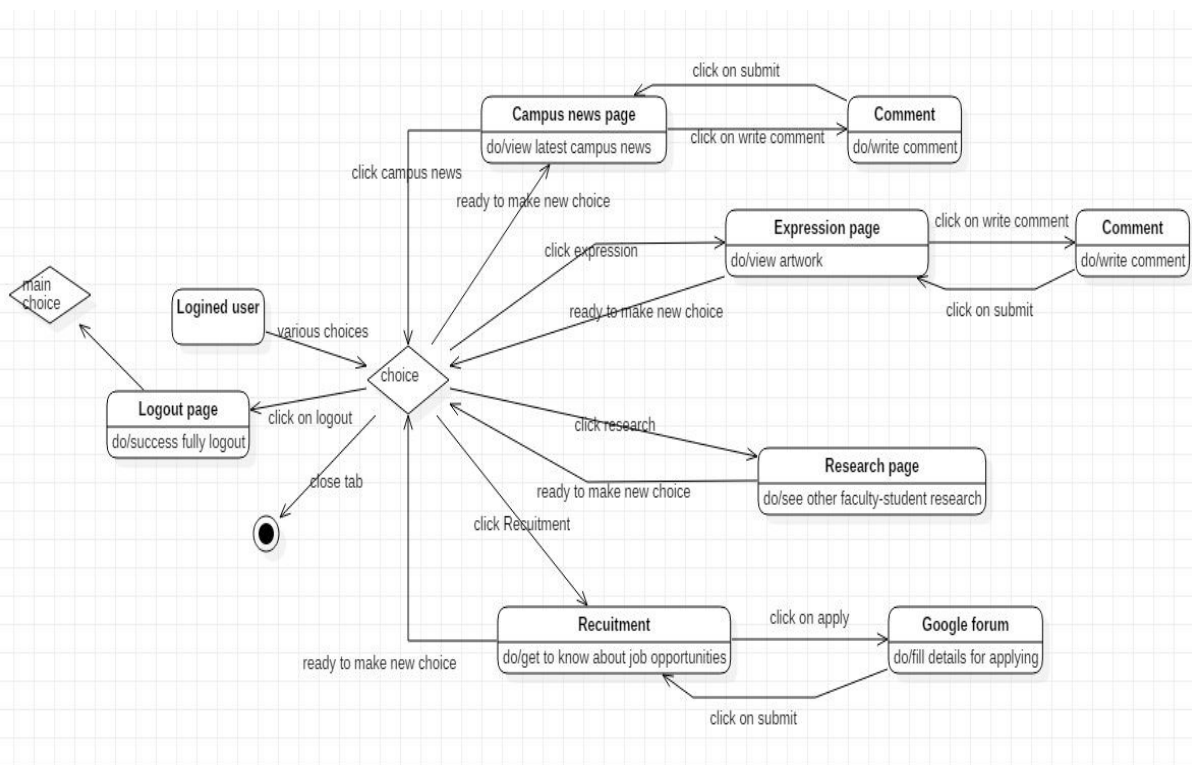 click on submit
Campus news page
do/view latest campus news
click on write comment
Comment
do/write comment
click campus news
ready to make new choice
Expression page
do/view artwork
click on write comment
Comment
do/write comment
click expression
click on submit
ready to make new choice
main
choice
Logined user
various choices
choice
Logout page
do/success fully logout
click on logout
click research
Research page
do/see other faculty-student research
close tab
ready to make new choice
click Recuitment
Recuitment
do/get to know about job opportunities
click on apply
Google forum
do/fill details for applying
ready to make new choice
click on submit